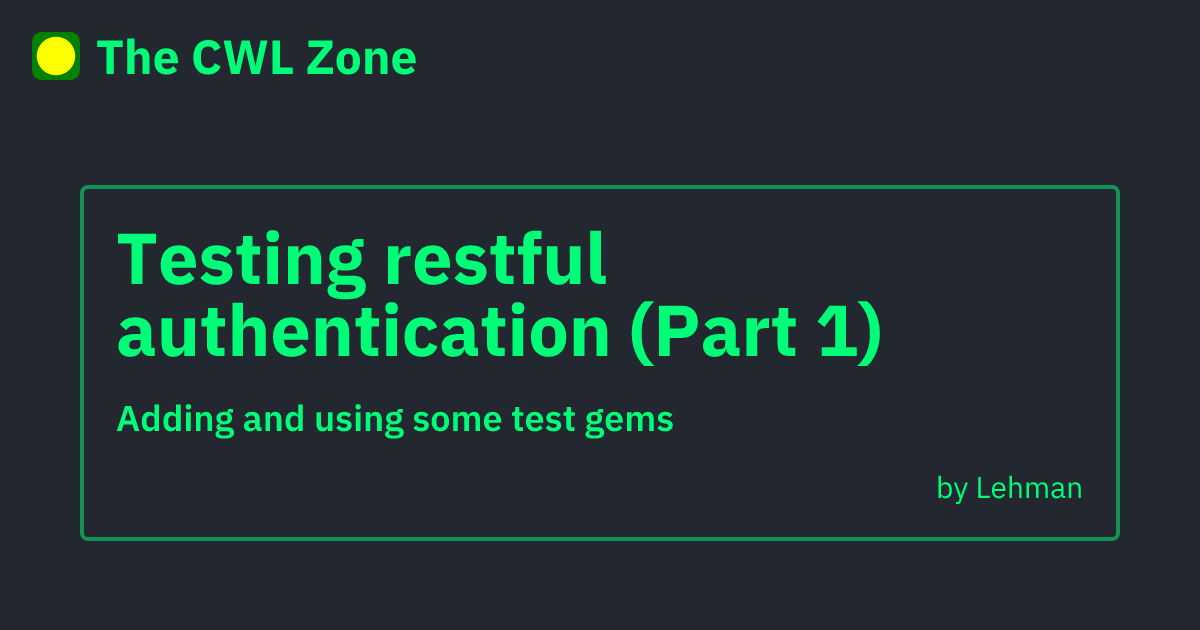 The CWL Zone
Testing restful
authentication (Part 1)
Adding and using some test gems
by Lehman